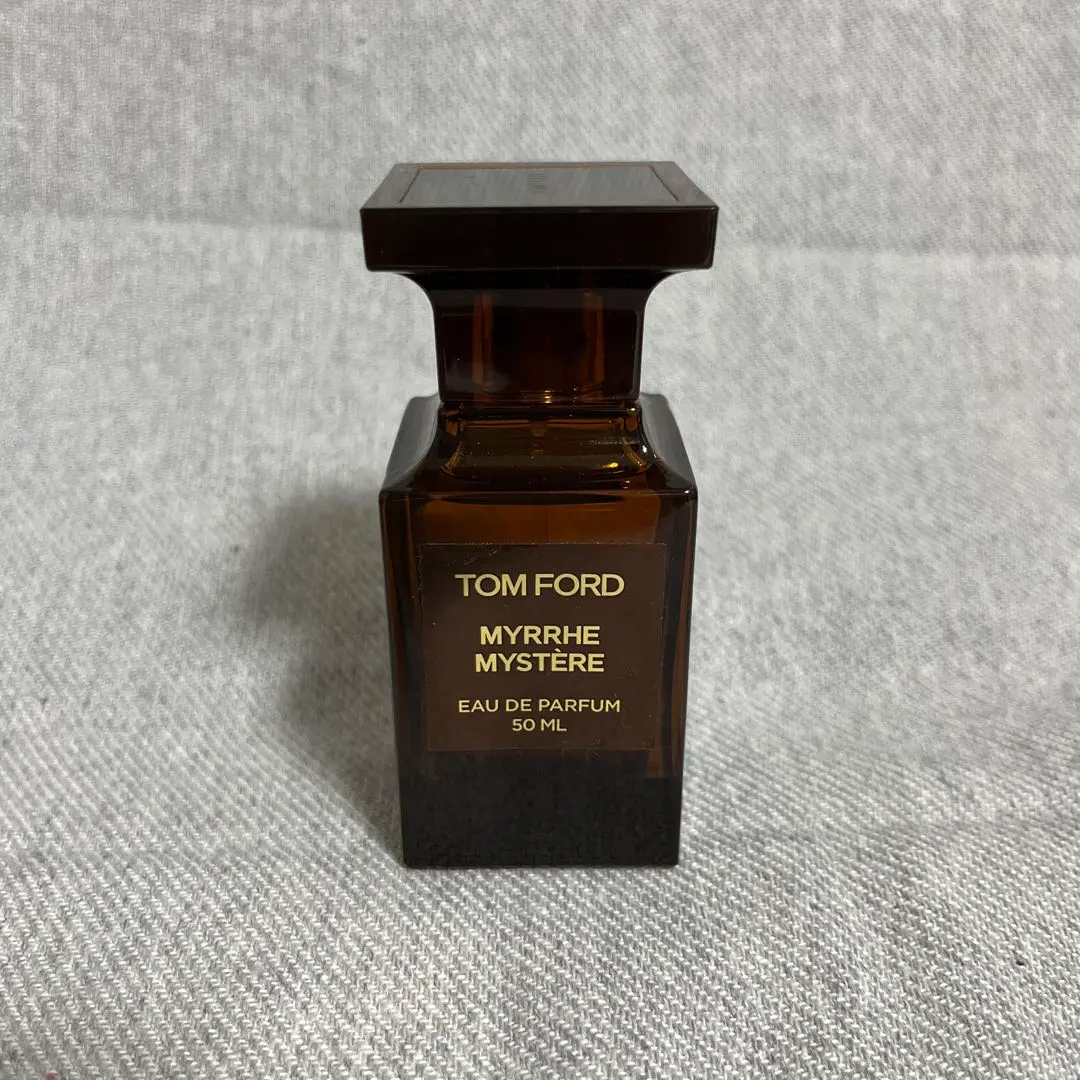 TOM FORD
MYRRHE
MYSTÈRE
EAU DE PARFUM
50 ML